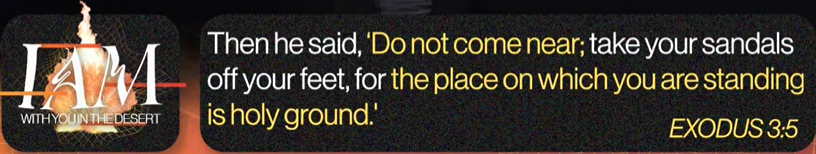 I AM
WITH YOU IN THE DESERT
Then he said, ‘Do not come near; take your sandals
off your feet, for the place on which you are standing
is holy ground.'
EXODUS 3:5